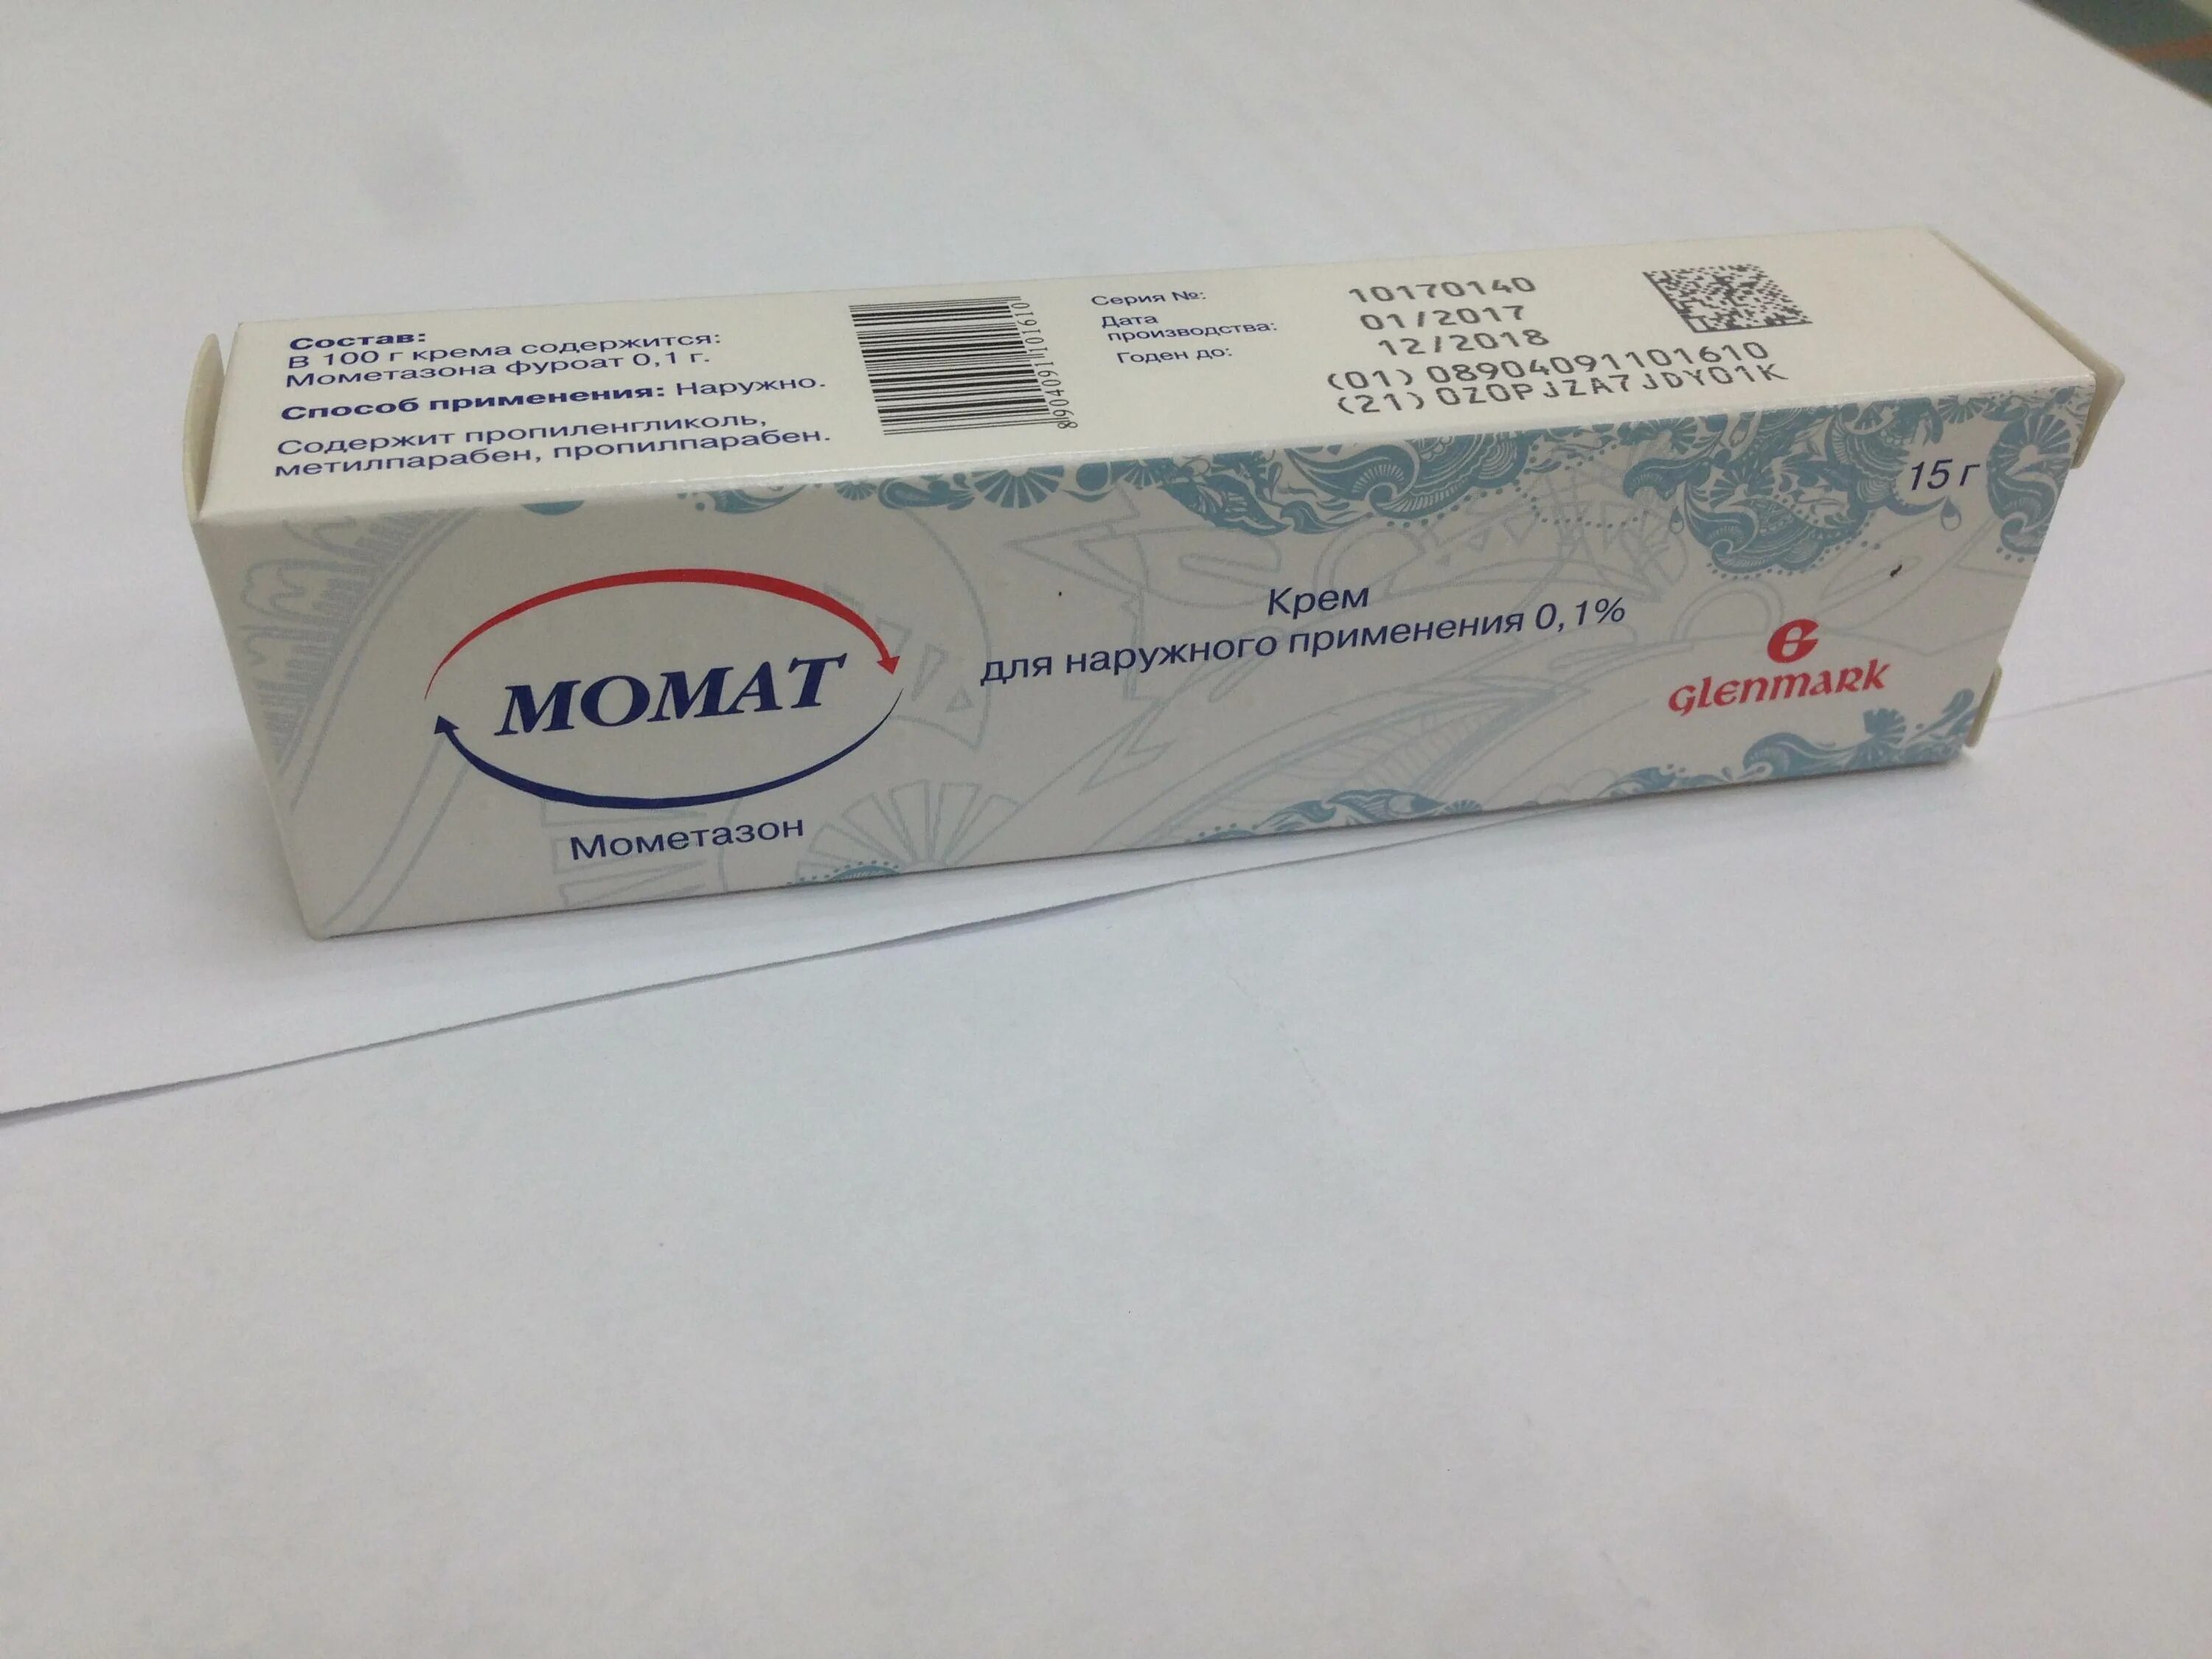 Состав:
В 100 г крема содержится:
Мометазона фуроат 0,1 г.
Способ применения: Наружно.
Содержит пропиленгликоль,
метилпарабен, пропилпарабен.
8904091101610
Серия №:
Дата
производства:
Годен до:
10170140
01/2017
12/2018
(01) 08904091101610
(21) 0Z0PJZA7JDY01K
15 г
МОМАТ
Мометазон
Крем
для наружного применения 0,1%
G
Glenmark